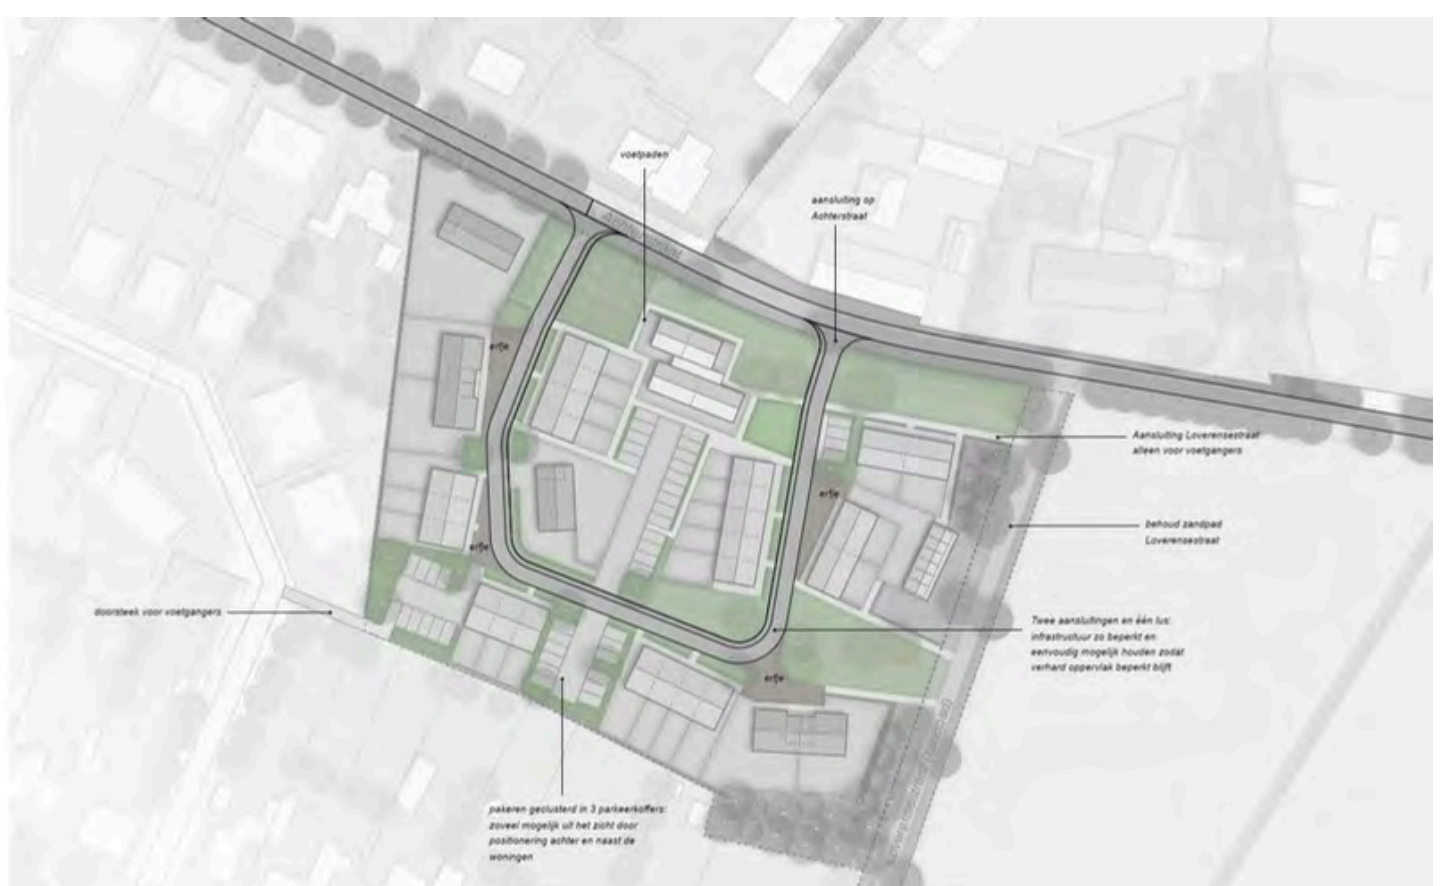 voetpaden
aansluiting op
Achterstraat
Achterstraat
erfje
Aansluiting Loverensestraat
alleen voor voetgangers
erfje
behoud zandpad
Loverensestraat
erfje
doorsteek voor voetgangers
Twee aansluitingen en één lus:
infrastructuur zo beperkt en
eenvoudig mogelijk houden zodat
verhard oppervlak beperkt blijft
erfje
pakeren geclusterd in 3 parkeerkoffers:
zoveel mogelijk uit het zicht door
positionering achter en naast de
woningen